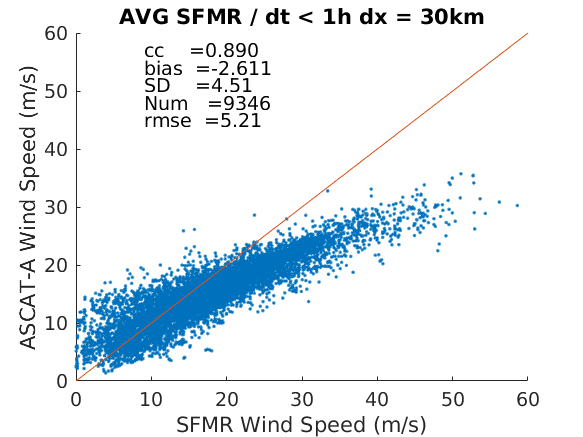 AVG SFMR / dt < 1h dx = 30km
cc =0.890
bias =-2.611
SD =4.51
Num =9346
rmse =5.21
ASCAT-A Wind Speed (m/s)
60
50
40
30
20
10
0
0 10 20 30 40 50 60
SFMR Wind Speed (m/s)